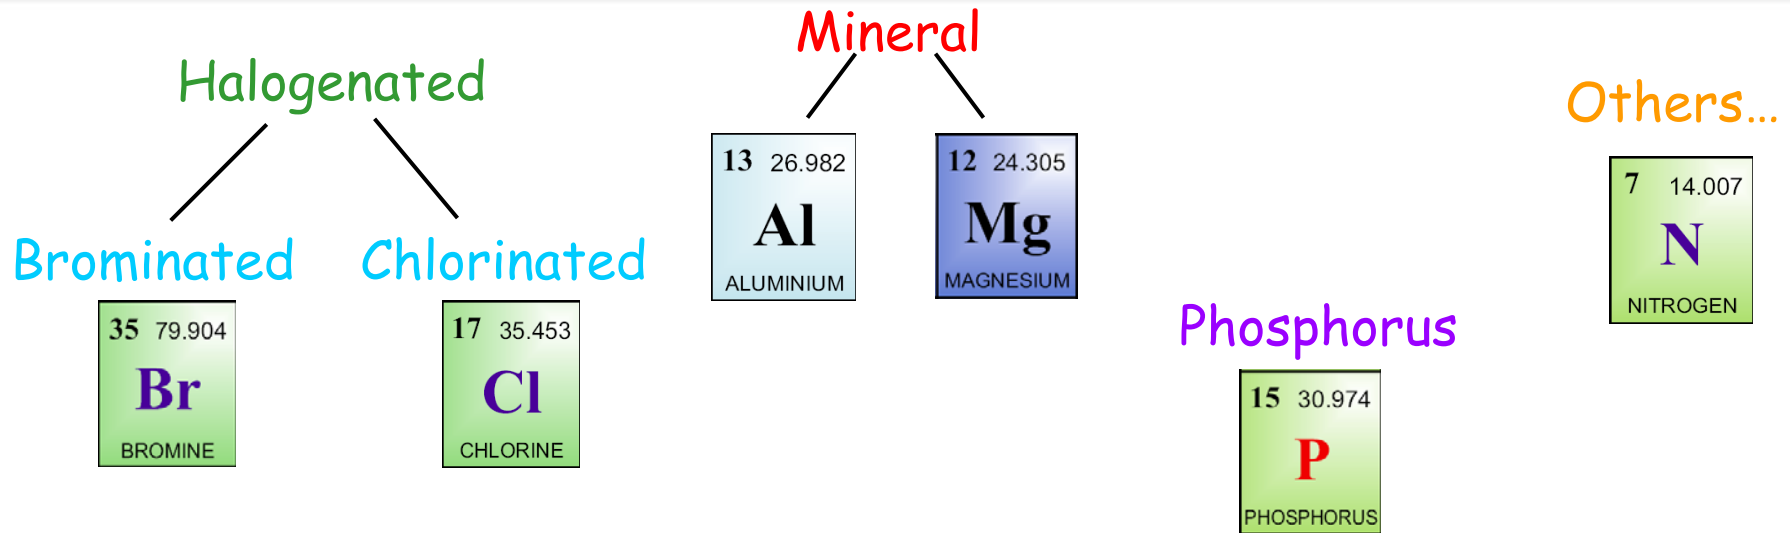 Halogenated
Brominated
35 79.904
Br
BROMINE
Chlorinated
17 35.453
Cl
CHLORINE
Mineral
13 26.982
Al
ALUMINIUM
12 24.305
Mg
MAGNESIUM
Phosphorus
15 30.974
P
PHOSPHORUS
Others...
7 14.007
N
NITROGEN